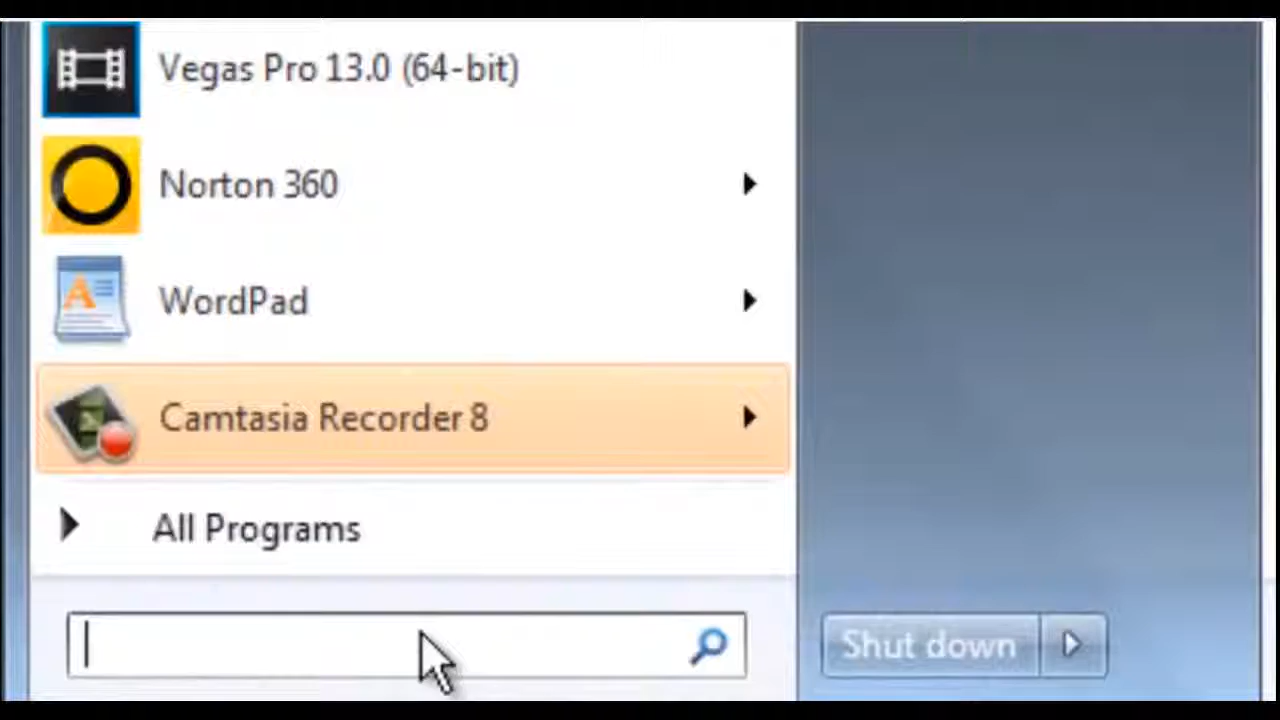 Vegas Pro 13.0 (64-bit)
Norton 360
WordPad
Camtasia Recorder 8
All Programs
Shut down